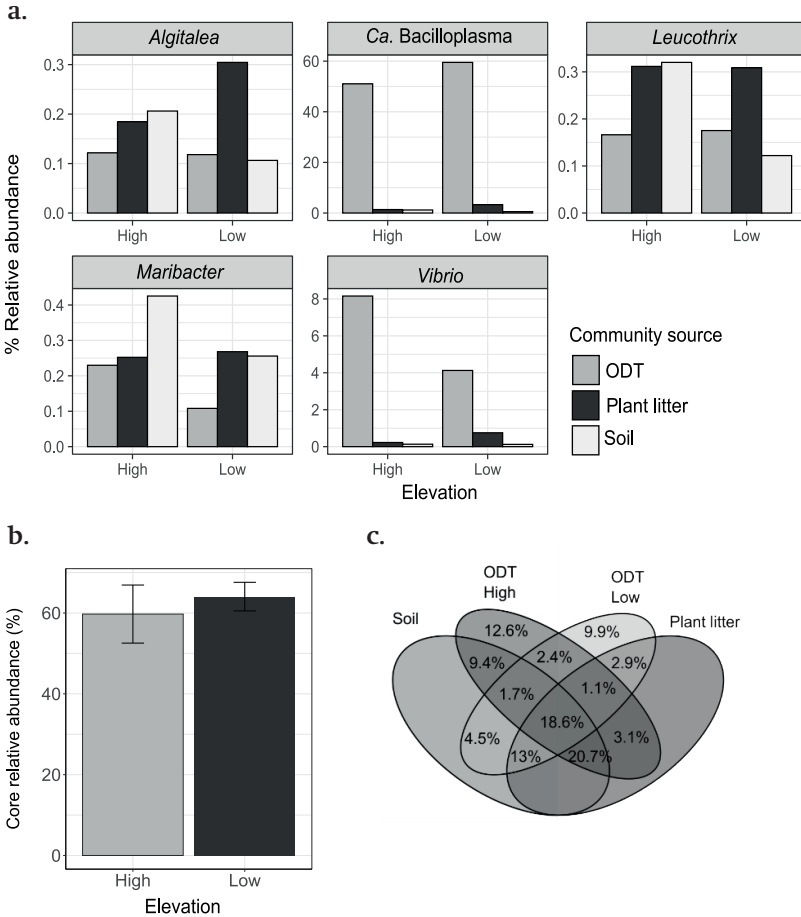 a.
Algitalea
Ca. Bacilloplasma
Leucothrix
0.3
0.2
0.1
0.0
High
Low
60
40
20
0
High
Low
0.3
0.2
0.1
0.0
High
Low
% Relative abundance
Maribacter
Vibrio
0.4
0.3
0.2
0.1
0.0
High
Low
8
6
4
2
0
High
Low
Elevation
Community source
ODT
Plant litter
Soil
b.
Core relative abundance (%)
60
40
20
0
High
Low
Elevation
c.
ODT
High
ODT
Low
Soil
Plant litter
12.6%
9.9%
9.4%
2.4%
2.9%
1.7%
1.1%
18.6%
4.5%
3.1%
13%
20.7%